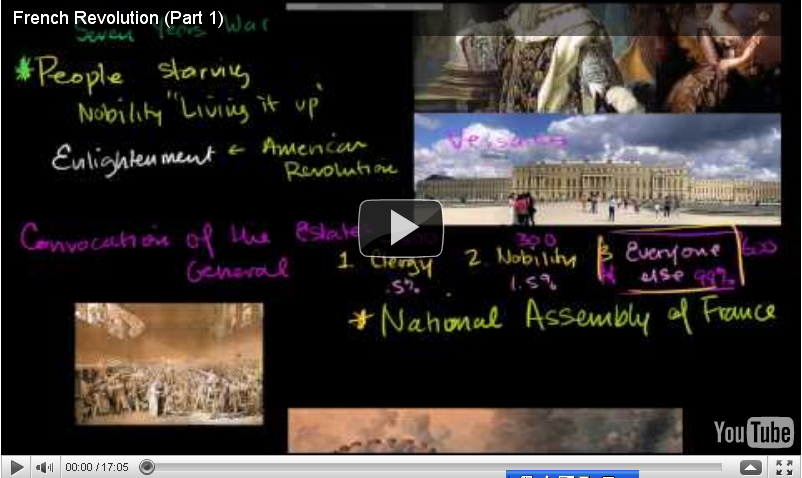 French Revolution (Part 1)
Seven Years War
* People starving
Nobility "Living it up"
Enlightenment ← American
Revolution
Versailles
Convocation of the Estates
General
300
600
1. Clergy 2. Nobility 3 Everyone
else 99%
.5% 1.5%
* National Assembly of France
YouTube
00:00 / 17:05